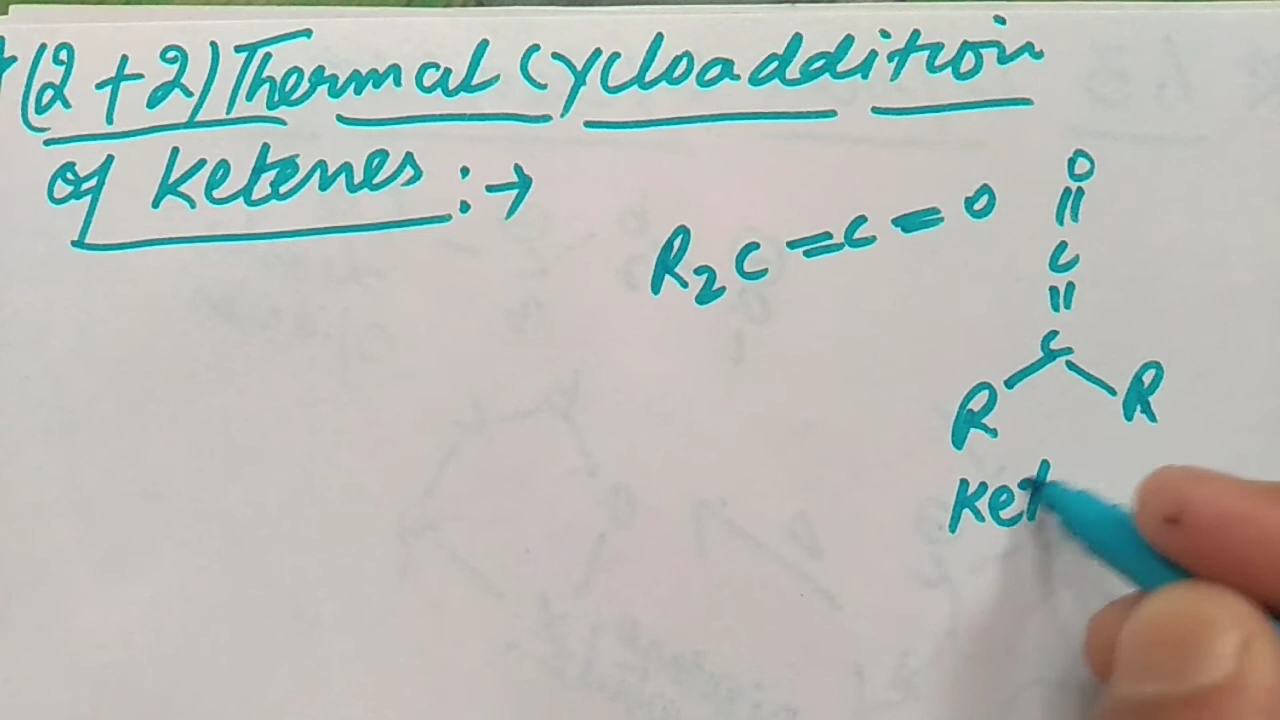 (2+2) Thermal Cycloaddition
of Ketenes :→
R₂C=C=O
O
||
C
||
C
R R
Ket